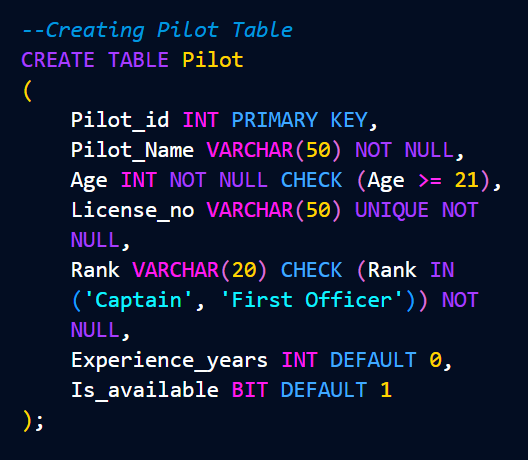 --Creating Pilot Table
CREATE TABLE Pilot
(
    Pilot_id INT PRIMARY KEY,
    Pilot_Name VARCHAR(50) NOT NULL,
    Age INT NOT NULL CHECK (Age >= 21),
    License_no VARCHAR(50) UNIQUE NOT
    NULL,
    Rank VARCHAR(20) CHECK (Rank IN
    ('Captain', 'First Officer')) NOT
    NULL,
    Experience_years INT DEFAULT 0,
    Is_available BIT DEFAULT 1
);